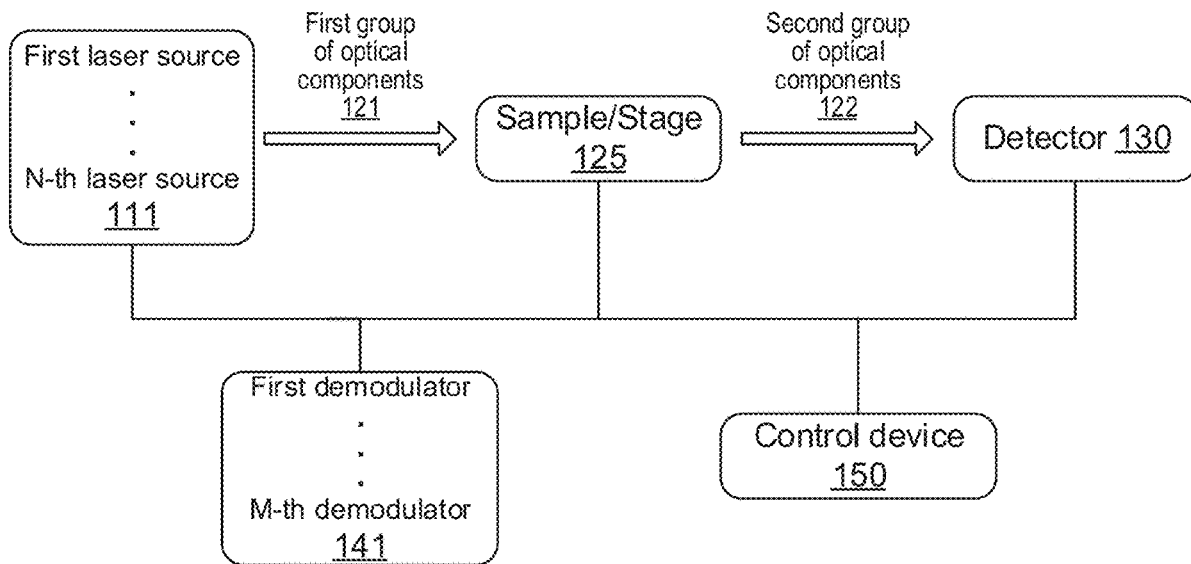 First laser source
.
.
.
N-th laser source
111
First group
of optical
components
121
Sample/Stage
125
Second group
of optical
components
122
Detector 130
First demodulator
.
.
.
M-th demodulator
141
Control device
150